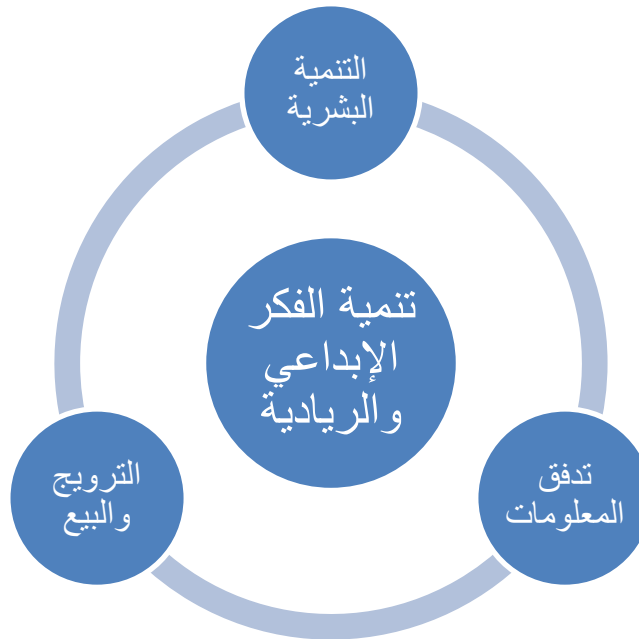 التنمية
البشرية
تنمية الفكر
الإبداعي
والريادية
تدفق
المعلومات
الترويج
والبيع